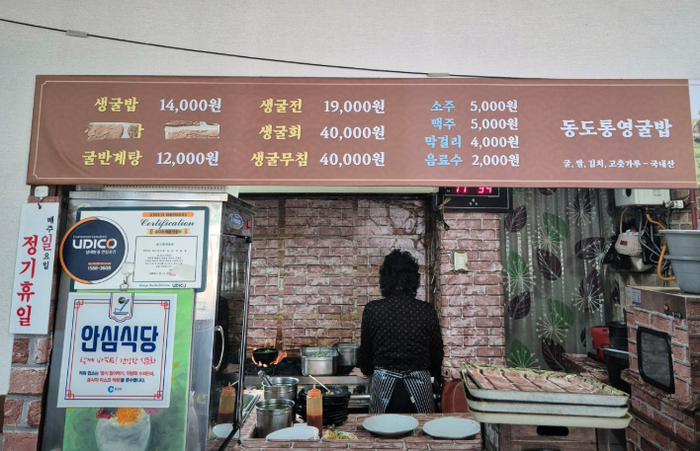 생굴밥 14,000원
굴반계탕 12,000원
생굴전 19,000원
생굴회 40,000원
생굴무침 40,000원
소주 5,000원
맥주 5,000원
막걸리 4,000원
음료수 2,000원
동도통영굴밥
굴, 쌀, 김치, 고춧가루 - 국내산
매주 일요일
정기휴일
UDICO
1588-3605
Certification
안심식당